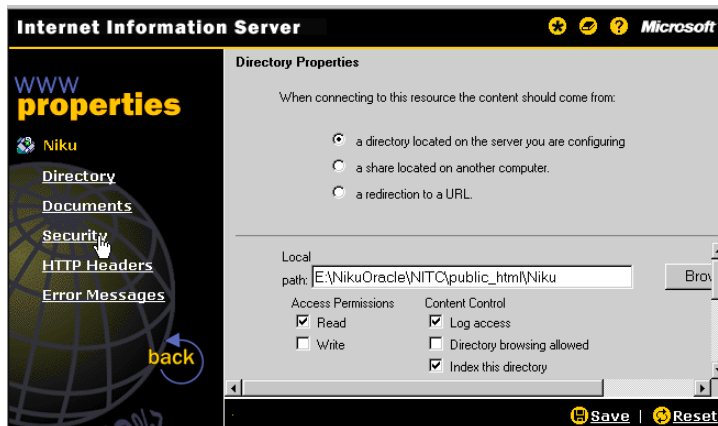 Internet Information Server
Microsoft
WWW
properties
Niku
Directory
Documents
Security
HTTP Headers
Error Messages
back
Directory Properties
When connecting to this resource the content should come from:
a directory located on the server you are configuring
a share located on another computer.
a redirection to a URL.
Local
path: E:\NikuOracle\NITC\public_html\Niku
Access Permissions Content Control
Read Log access
Write Directory browsing allowed
Index this directory
Save | Reset